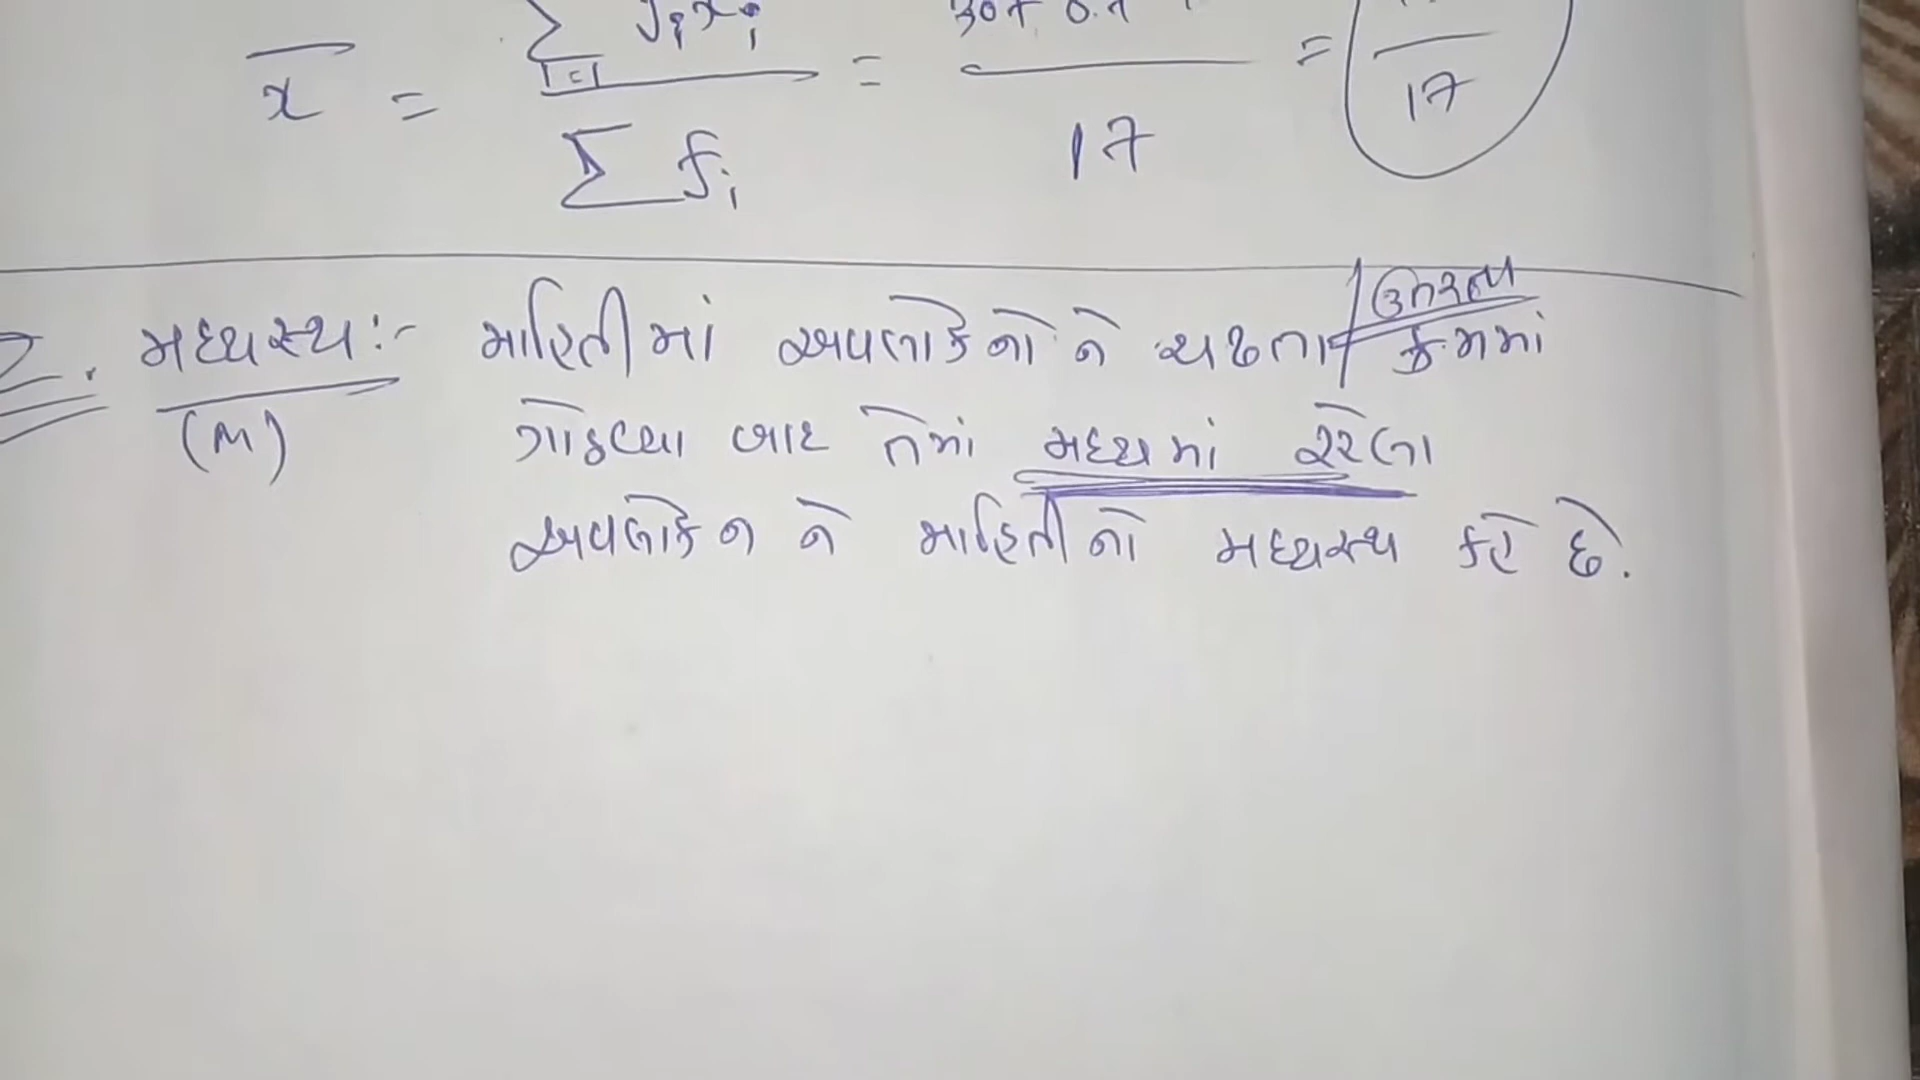 x̄ = Σ fᵢxᵢ / Σ fᵢ = / 17 = / 17
2. મધ્યસ્થ :- માહિતીમાં અવલોકનોને ચઢતા / ઉતરતા ક્રમમાં
(M) ગોઠવ્યા બાદ તેમાં મધ્યમાં રહેલા
અવલોકન ને માહિતીનો મધ્યસ્થ કહે છે.